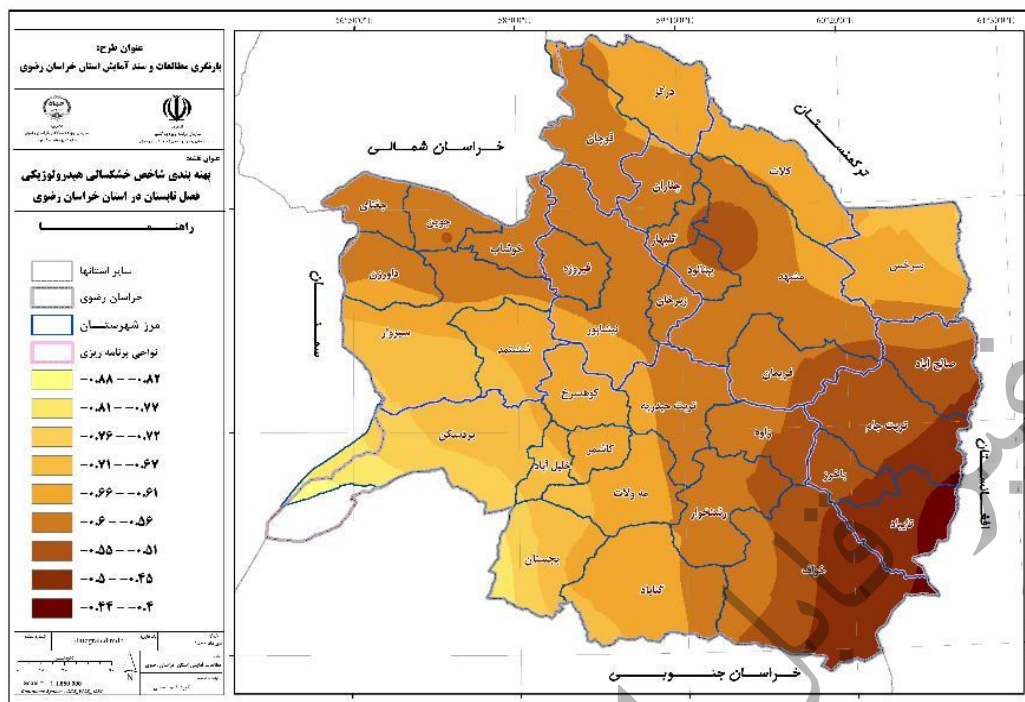 عنوان طرح:
بازنگری مطالعات و سند آمایش استان خراسان رضوی
عنوان نقشه:
پهنه بندی شاخص خشکسالی هیدرولوژیکی
فصل تابستان در استان خراسان رضوی
راهنما
سایر استانها
خراسان رضوی
مرز شهرستان
نواحی برنامه ریزی
-۰.۸۸ - -۰.۸۲
-۰.۸۱ - -۰.۷۷
-۰.۷۶ - -۰.۷۲
-۰.۷۱ - -۰.۶۷
-۰.۶۶ - -۰.۶۱
-۰.۶ - -۰.۵۶
-۰.۵۵ - -۰.۵۱
-۰.۵ - -۰.۴۵
-۰.۴۴ - -۰.۴
N
خراسان شمالی
ترکمنستان
سمنان
افغانستان
خراسان جنوبی
درگز
قوچان
کلات
چناران
جغتای
جوین
خوشاب
گلبهار
بینالود
سرخس
مشهد
داورزن
فیروزه
زبرخان
نیشابور
سبزوار
ششتمد
فریمان
صالح آباد
کوهسرخ
تربت حیدریه
بردسکن
کاشمر
زاوه
تربت جام
خلیل آباد
باخرز
مه ولات
رشتخوار
تایباد
بجستان
گناباد
خواف